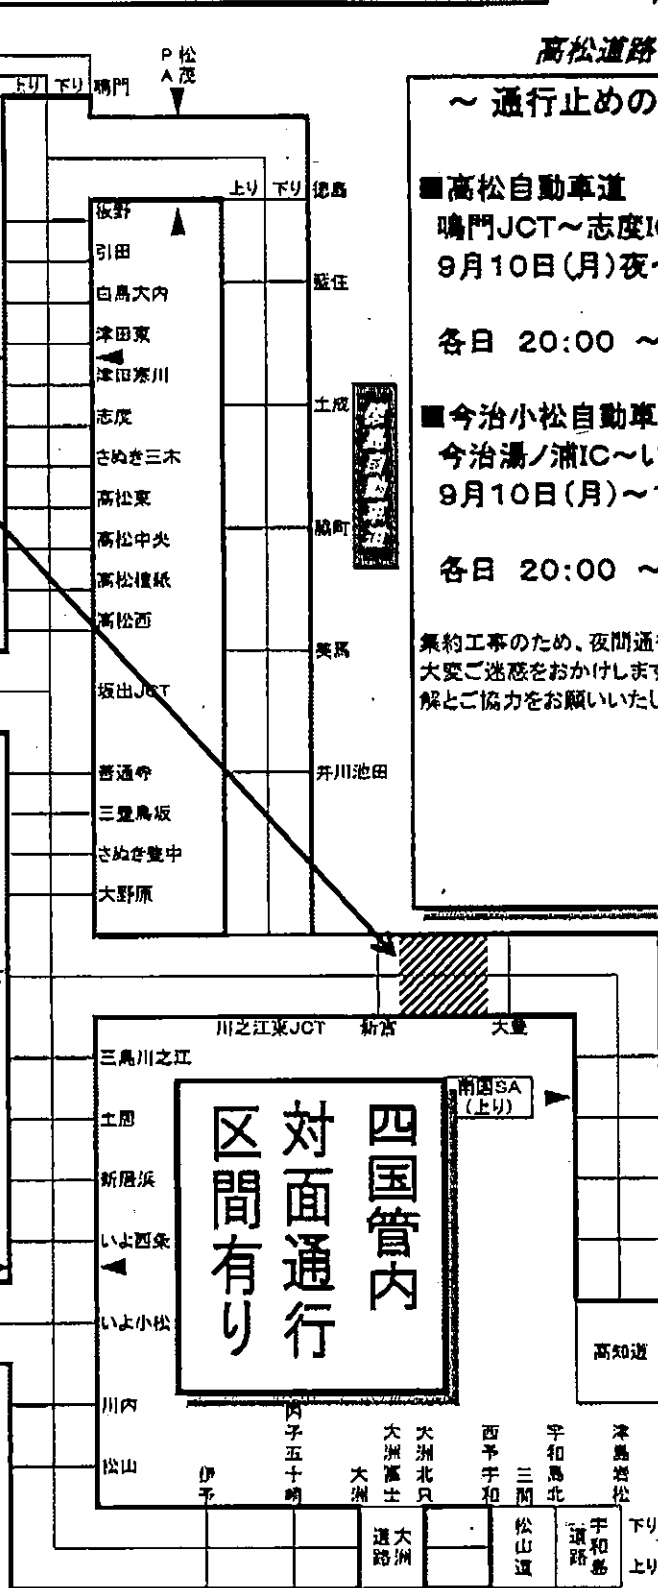 高松道路
～ 通行止めの
■高松自動車道
鳴門JCT～志度IC
9月10日(月)夜～
各日 20:00 ～
■今治小松自動車
今治湯ノ浦IC～い
9月10日(月)～
各日 20:00 ～
集約工事のため、夜間通
大変ご迷惑をおかけします
解とご協力をお願いいたし
上り 下り 鳴門
松茂
PA
上り 下り 徳島
板野
引田
白鳥大内
津田東
津田寒川
志度
さぬき三木
高松東
高松中央
高松檀紙
高松西
坂出JCT
善通寺
三豊鳥坂
さぬき豊中
大野原
藍住
土成
脇町
美馬
井川池田
川之江東JCT 新宮 大豊
三島川之江
土居
新居浜
いよ西条
いよ小松
川内
松山
南国SA
(上り)
四国管内
対面通行
区間有り
高知道
伊予
内子五十崎
大洲
大洲富士
大洲北只
西予宇和
三間
宇和島北
津島岩松
大洲
道路
松山道
宇和島
道路
下り
上り